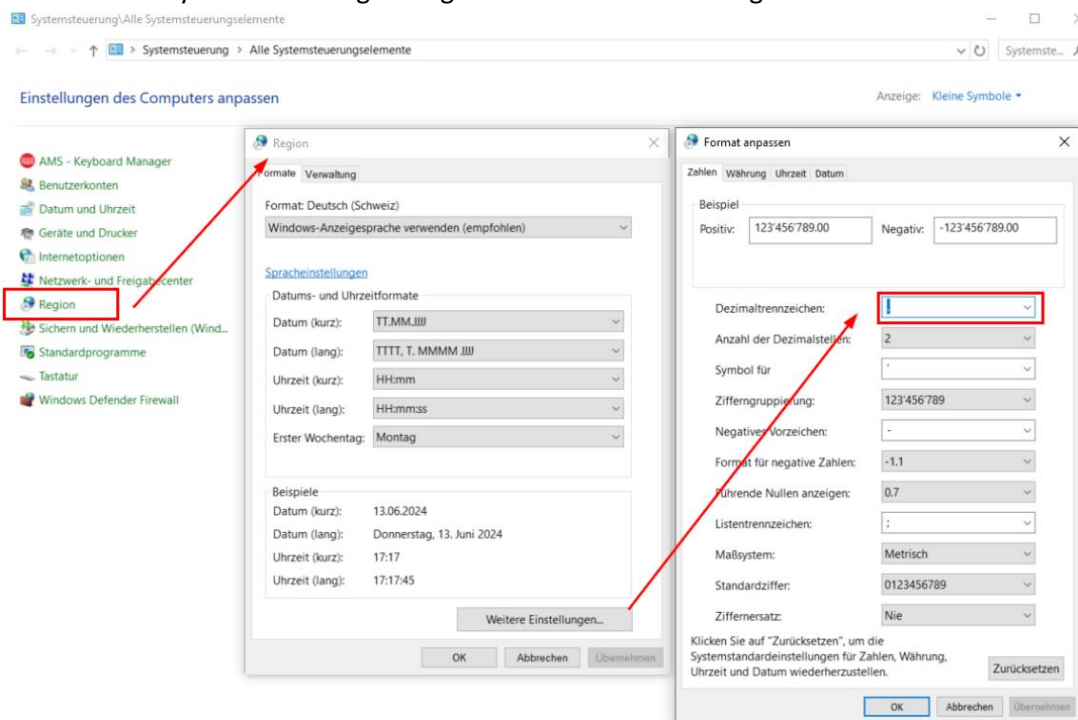 Systemsteuerung\Alle Systemsteuerungselemente
Systemsteuerung > Alle Systemsteuerungselemente
Systemste...
Einstellungen des Computers anpassen
Anzeige: Kleine Symbole
AMS - Keyboard Manager
Benutzerkonten
Datum und Uhrzeit
Geräte und Drucker
Internetoptionen
Netzwerk- und Freigabecenter
Region
Sichern und Wiederherstellen (Wind...
Standardprogramme
Tastatur
Windows Defender Firewall
Region
Formate Verwaltung
Format: Deutsch (Schweiz)
Windows-Anzeigesprache verwenden (empfohlen)
Spracheinstellungen
Datums- und Uhrzeitformate
Datum (kurz): TT.MM.JJJJ
Datum (lang): TTTT, T. MMMM JJJJ
Uhrzeit (kurz): HH:mm
Uhrzeit (lang): HH:mm:ss
Erster Wochentag: Montag
Beispiele
Datum (kurz): 13.06.2024
Datum (lang): Donnerstag, 13. Juni 2024
Uhrzeit (kurz): 17:17
Uhrzeit (lang): 17:17:45
Weitere Einstellungen...
OK Abbrechen Übernehmen
Format anpassen
Zahlen Währung Uhrzeit Datum
Beispiel
Positiv: 123'456'789.00 Negativ: -123'456'789.00
Dezimaltrennzeichen: .
Anzahl der Dezimalstellen: 2
Symbol für '
Zifferngruppierung: 123'456'789
Negatives Vorzeichen: -
Format für negative Zahlen: -1.1
Führende Nullen anzeigen: 0.7
Listentrennzeichen: ;
Maßsystem: Metrisch
Standardziffer: 0123456789
Ziffernersatz: Nie
Klicken Sie auf "Zurücksetzen", um die
Systemstandardeinstellungen für Zahlen, Währung,
Uhrzeit und Datum wiederherzustellen.
Zurücksetzen
OK Abbrechen Übernehmen